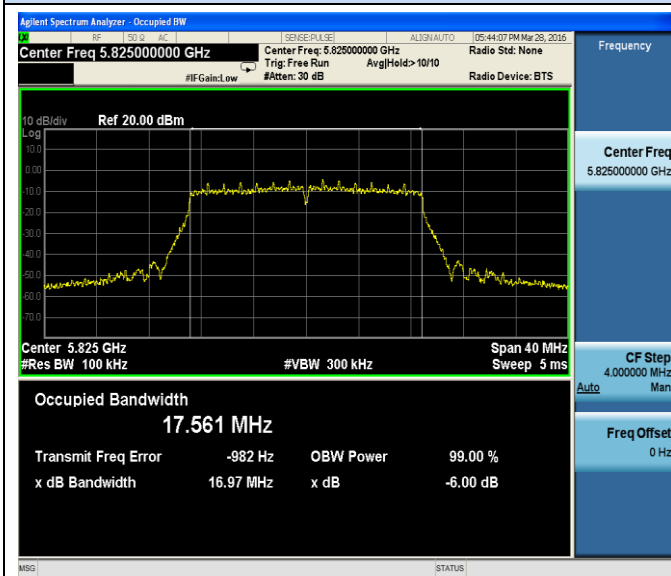 Agilent Spectrum Analyzer - Occupied BW
RF 50 Ω AC SENSE:PULSE ALIGNAUTO 05:44:07 PM Mar 28, 2016
Center Freq 5.825000000 GHz Center Freq: 5.825000000 GHz Radio Std: None
Trig: Free Run Avg|Hold:> 10/10
#IFGain:Low #Atten: 30 dB Radio Device: BTS
10 dB/div Ref 20.00 dBm
Log
10.0
0.00
-10.0
-20.0
-30.0
-40.0
-50.0
-60.0
-70.0
Center 5.825 GHz Span 40 MHz
#Res BW 100 kHz #VBW 300 kHz Sweep 5 ms
Occupied Bandwidth
17.561 MHz
Transmit Freq Error -982 Hz OBW Power 99.00 %
x dB Bandwidth 16.97 MHz x dB -6.00 dB
MSG STATUS
Frequency
Center Freq
5.825000000 GHz
CF Step
4.000000 MHz
Auto Man
Freq Offset
0 Hz